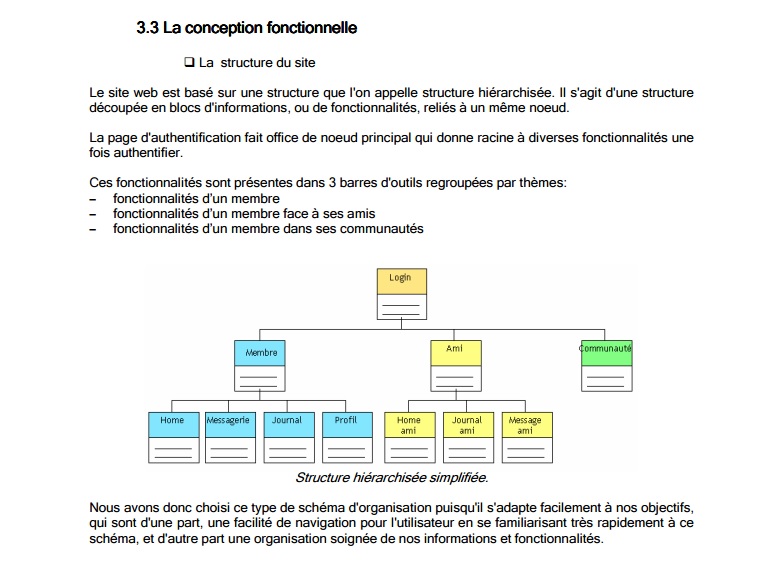 3.3 La conception fonctionnelle
❑ La structure du site
Le site web est basé sur une structure que l'on appelle structure hiérarchisée. Il s'agit d'une structure
découpée en blocs d'informations, ou de fonctionnalités, reliés à un même noeud.
La page d'authentification fait office de noeud principal qui donne racine à diverses fonctionnalités une
fois authentifier.
Ces fonctionnalités sont présentes dans 3 barres d'outils regroupées par thèmes:
– fonctionnalités d'un membre
– fonctionnalités d'un membre face à ses amis
– fonctionnalités d'un membre dans ses communautés
Login
Membre
Ami
Communauté
Home
Messagerie
Journal
Profil
Home
ami
Journal
ami
Message
ami
Structure hiérarchisée simplifiée.
Nous avons donc choisi ce type de schéma d'organisation puisqu'il s'adapte facilement à nos objectifs,
qui sont d'une part, une facilité de navigation pour l'utilisateur en se familiarisant très rapidement à ce
schéma, et d'autre part une organisation soignée de nos informations et fonctionnalités.